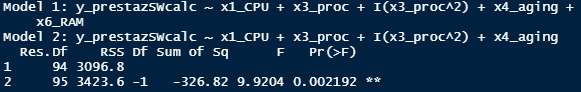 Model 1: y_prestazSWcalc ~ x1_CPU + x3_proc + I(x3_proc^2) + x4_aging +
x6_RAM
Model 2: y_prestazSWcalc ~ x1_CPU + x3_proc + I(x3_proc^2) + x4_aging
Res.Df RSS Df Sum of Sq F Pr(>F)
1 94 3096.8
2 95 3423.6 -1 -326.82 9.9204 0.002192 **